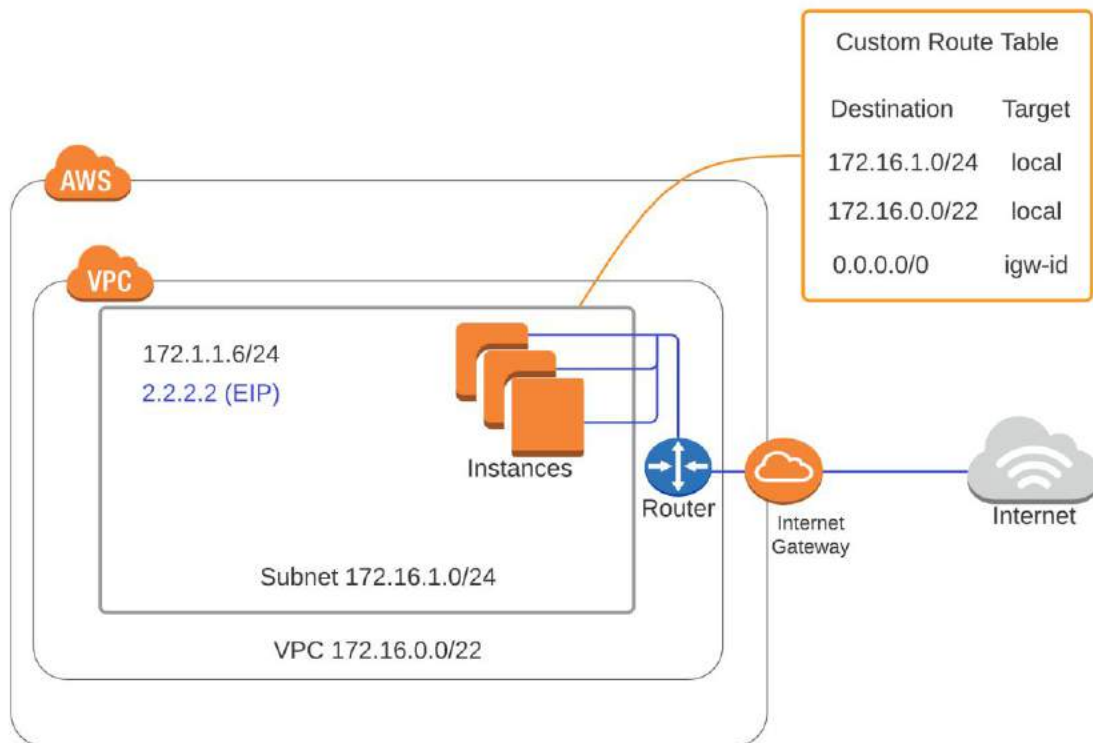 Custom Route Table
Destination Target
172.16.1.0/24 local
172.16.0.0/22 local
0.0.0.0/0 igw-id
AWS
VPC
172.1.1.6/24
2.2.2.2 (EIP)
Instances
Router
Internet
Gateway
Internet
Subnet 172.16.1.0/24
VPC 172.16.0.0/22